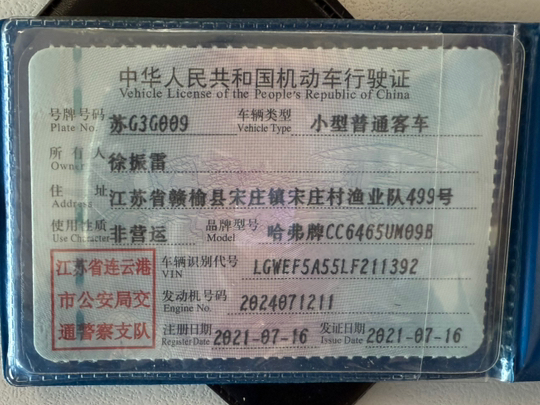 中华人民共和国机动车行驶证
Vehicle License of the People's Republic of China
号牌号码 苏G3G009 车辆类型 小型普通客车
Plate No. Vehicle Type
所有人 徐振雷
Owner
住址 江苏省赣榆县宋庄镇宋庄村渔业队499号
Address
使用性质 非营运 品牌型号 哈弗牌CC6465UM09B
Use Character Model
江苏省连云港
市公安局交
通警察支队
车辆识别代号 LGWEF5A55LF211392
VIN
发动机号码 2024071211
Engine No.
注册日期 2021-07-16 发证日期 2021-07-16
Register Date Issue Date